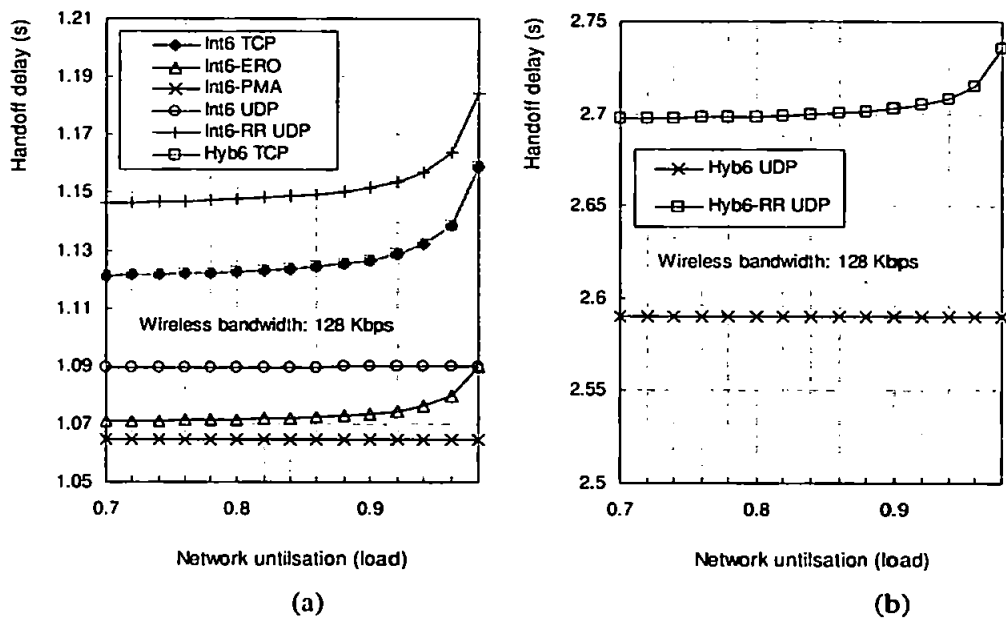 Handoff delay (s)
1.21
1.19
1.17
1.15
1.13
1.11
1.09
1.07
1.05
Int6 TCP
Int6-ERO
Int6-PMA
Int6 UDP
Int6-RR UDP
Hyb6 TCP
Wireless bandwidth: 128 Kbps
0.7
0.8
0.9
Network untilsation (load)
(a)
Handoff delay (s)
2.75
2.7
2.65
2.6
2.55
2.5
Hyb6 UDP
Hyb6-RR UDP
Wireless bandwidth: 128 Kbps
0.7
0.8
0.9
Network untilsation (load)
(b)